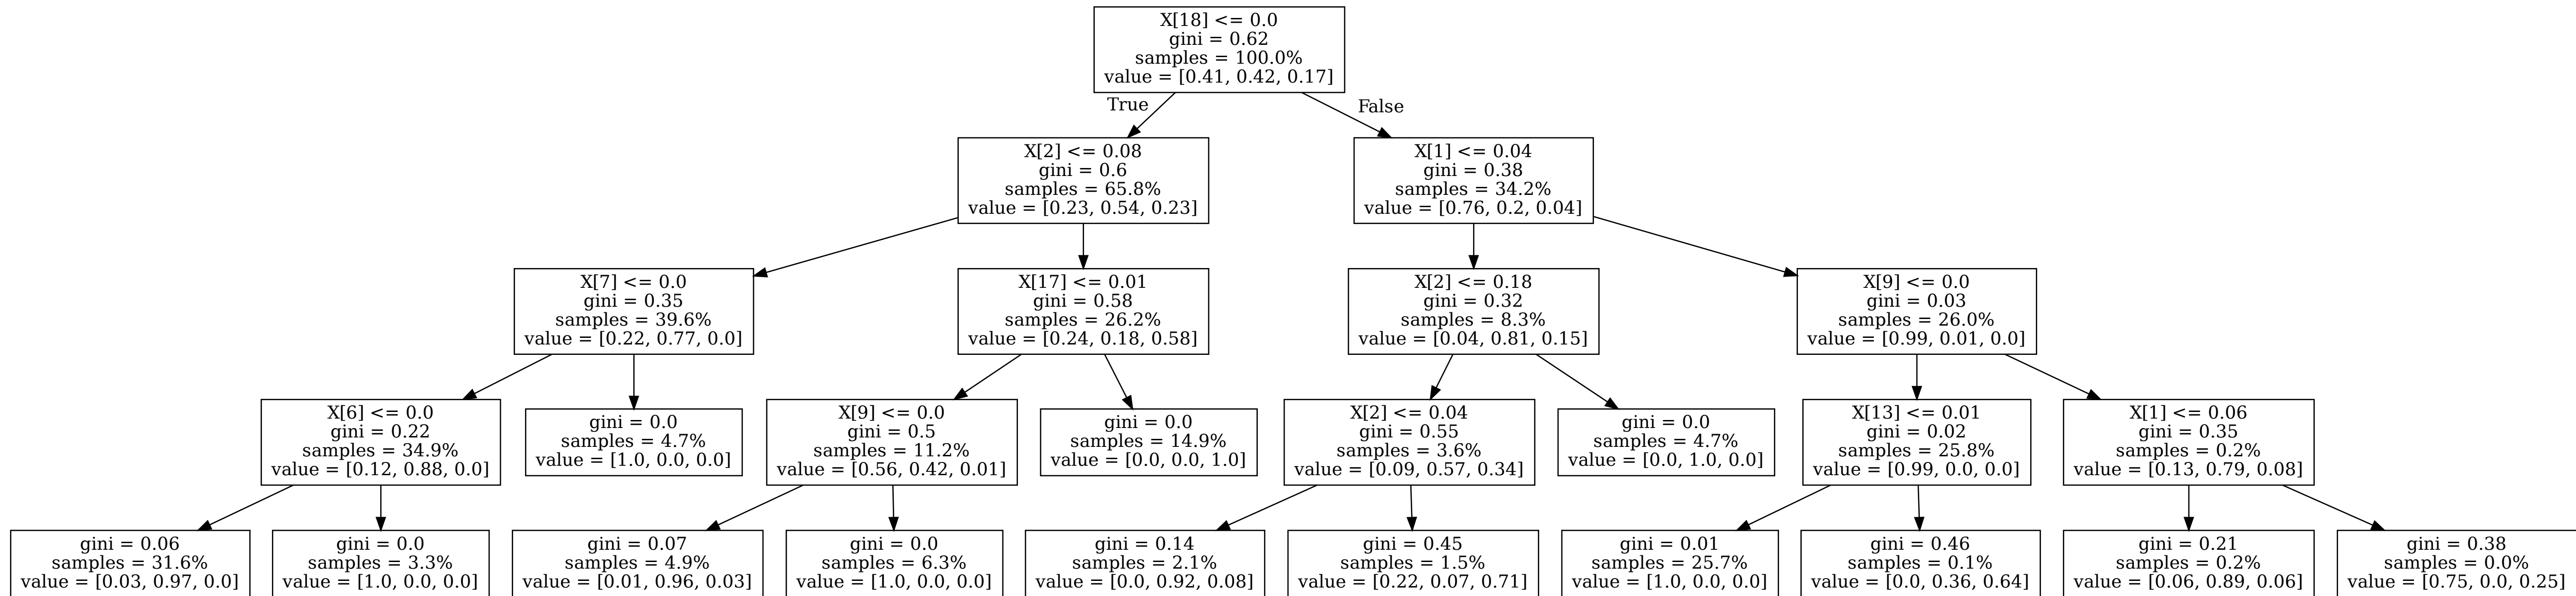 X[18] <= 0.0
gini = 0.62
samples = 100.0%
value = [0.41, 0.42, 0.17]
True
False
X[2] <= 0.08
gini = 0.6
samples = 65.8%
value = [0.23, 0.54, 0.23]
X[1] <= 0.04
gini = 0.38
samples = 34.2%
value = [0.76, 0.2, 0.04]
X[7] <= 0.0
gini = 0.35
samples = 39.6%
value = [0.22, 0.77, 0.0]
X[17] <= 0.01
gini = 0.58
samples = 26.2%
value = [0.24, 0.18, 0.58]
X[2] <= 0.18
gini = 0.32
samples = 8.3%
value = [0.04, 0.81, 0.15]
X[9] <= 0.0
gini = 0.03
samples = 26.0%
value = [0.99, 0.01, 0.0]
X[6] <= 0.0
gini = 0.22
samples = 34.9%
value = [0.12, 0.88, 0.0]
gini = 0.0
samples = 4.7%
value = [1.0, 0.0, 0.0]
X[9] <= 0.0
gini = 0.5
samples = 11.2%
value = [0.56, 0.42, 0.01]
gini = 0.0
samples = 14.9%
value = [0.0, 0.0, 1.0]
X[2] <= 0.04
gini = 0.55
samples = 3.6%
value = [0.09, 0.57, 0.34]
gini = 0.0
samples = 4.7%
value = [0.0, 1.0, 0.0]
X[13] <= 0.01
gini = 0.02
samples = 25.8%
value = [0.99, 0.0, 0.0]
X[1] <= 0.06
gini = 0.35
samples = 0.2%
value = [0.13, 0.79, 0.08]
gini = 0.06
samples = 31.6%
value = [0.03, 0.97, 0.0]
gini = 0.0
samples = 3.3%
value = [1.0, 0.0, 0.0]
gini = 0.07
samples = 4.9%
value = [0.01, 0.96, 0.03]
gini = 0.0
samples = 6.3%
value = [1.0, 0.0, 0.0]
gini = 0.14
samples = 2.1%
value = [0.0, 0.92, 0.08]
gini = 0.45
samples = 1.5%
value = [0.22, 0.07, 0.71]
gini = 0.01
samples = 25.7%
value = [1.0, 0.0, 0.0]
gini = 0.46
samples = 0.1%
value = [0.0, 0.36, 0.64]
gini = 0.21
samples = 0.2%
value = [0.06, 0.89, 0.06]
gini = 0.38
samples = 0.0%
value = [0.75, 0.0, 0.25]